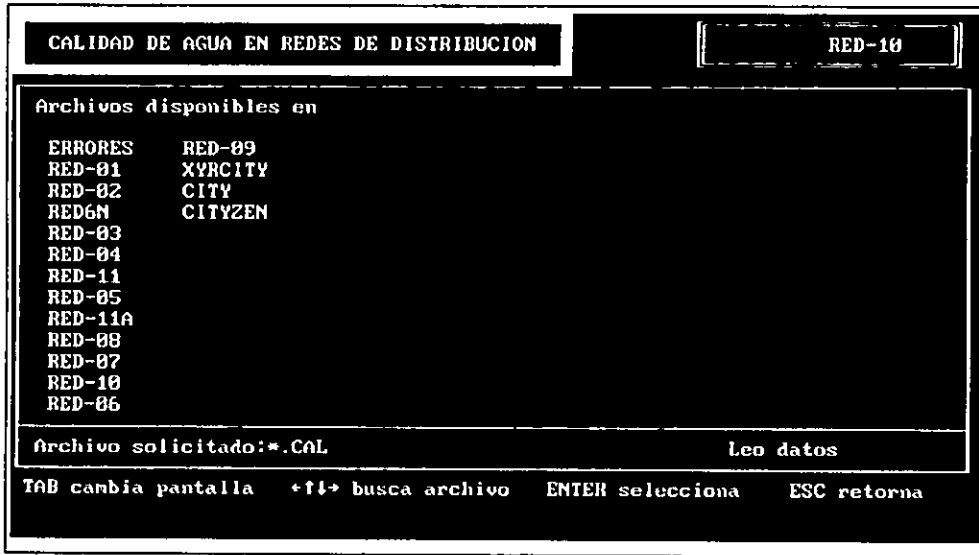 CALIDAD DE AGUA EN REDES DE DISTRIBUCION RED-10
Archivos disponibles en
ERRORES RED-09
RED-01 XYRCITY
RED-02 CITY
RED6N CITYZEN
RED-03
RED-04
RED-11
RED-05
RED-11A
RED-08
RED-07
RED-10
RED-06
Archivo solicitado:*.CAL Leo datos
TAB cambia pantalla ←↑↓→ busca archivo ENTER selecciona ESC retorna